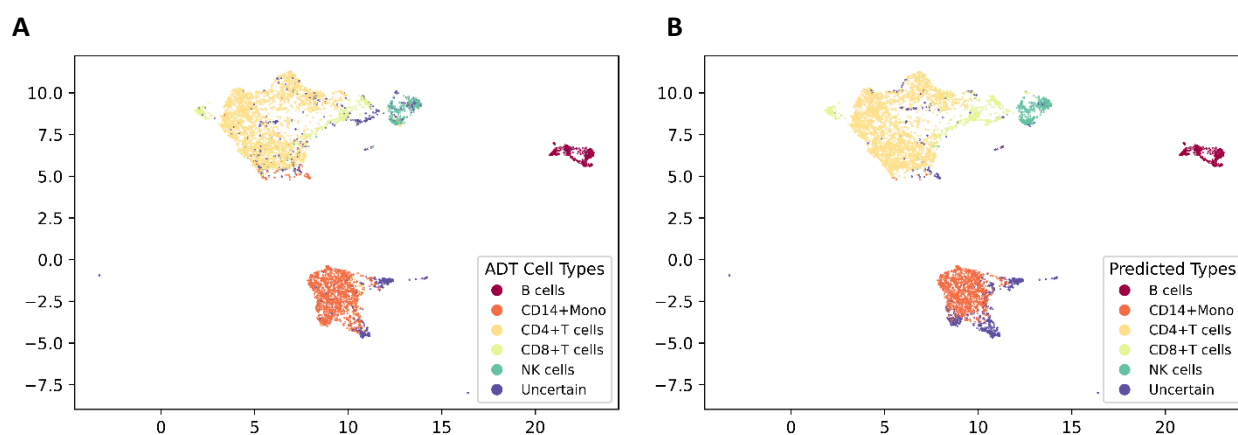 A
10.0
7.5
5.0
2.5
0.0
−2.5
−5.0
−7.5
0
5
10
15
20
ADT Cell Types
B cells
CD14+Mono
CD4+T cells
CD8+T cells
NK cells
Uncertain
B
10.0
7.5
5.0
2.5
0.0
−2.5
−5.0
−7.5
0
5
10
15
20
Predicted Types
B cells
CD14+Mono
CD4+T cells
CD8+T cells
NK cells
Uncertain